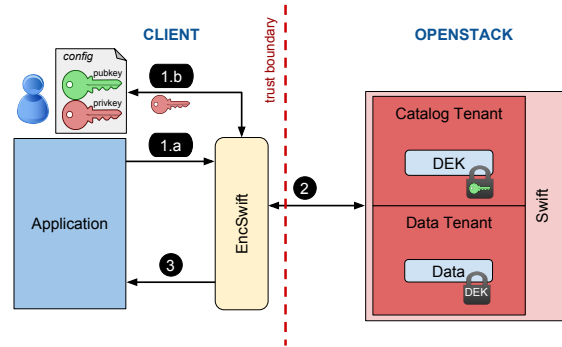 CLIENT
OPENSTACK
trust boundary
config
pubkey
privkey
1.b
1.a
Application
EncSwift
2
3
Catalog Tenant
DEK
Data Tenant
Data
DEK
Swift